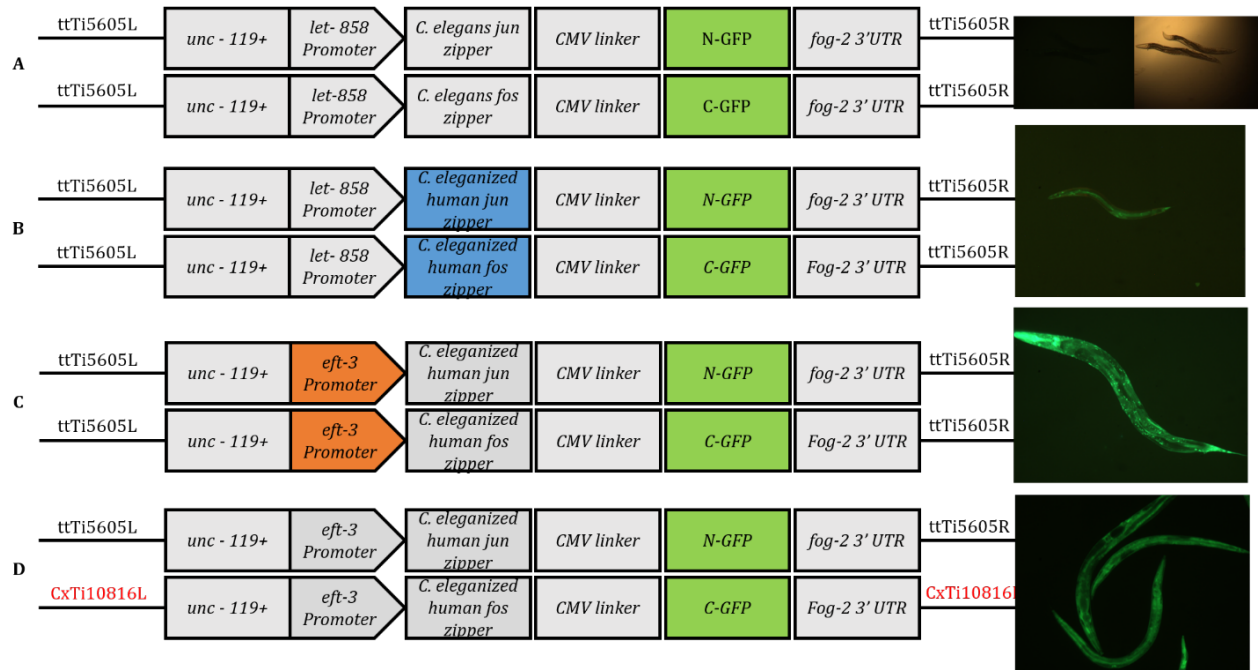 A
ttTi5605L
unc - 119+
let- 858
Promoter
C. elegans jun
zipper
CMV linker
N-GFP
fog-2 3'UTR
ttTi5605R
ttTi5605L
unc - 119+
let-858
Promoter
C. elegans fos
zipper
CMV linker
C-GFP
fog-2 3' UTR
ttTi5605R
B
ttTi5605L
unc - 119+
let- 858
Promoter
C. eleganized
human jun
zipper
CMV linker
N-GFP
fog-2 3' UTR
ttTi5605R
ttTi5605L
unc - 119+
let- 858
Promoter
C. eleganized
human fos
zipper
CMV linker
C-GFP
Fog-2 3' UTR
ttTi5605R
C
ttTi5605L
unc - 119+
eft-3
Promoter
C. eleganized
human jun
zipper
CMV linker
N-GFP
fog-2 3' UTR
ttTi5605R
ttTi5605L
unc - 119+
eft-3
Promoter
C. eleganized
human fos
zipper
CMV linker
C-GFP
Fog-2 3' UTR
ttTi5605R
D
ttTi5605L
unc - 119+
eft-3
Promoter
C. eleganized
human jun
zipper
CMV linker
N-GFP
fog-2 3' UTR
ttTi5605R
CxTi10816L
unc - 119+
eft-3
Promoter
C. eleganized
human fos
zipper
CMV linker
C-GFP
Fog-2 3' UTR